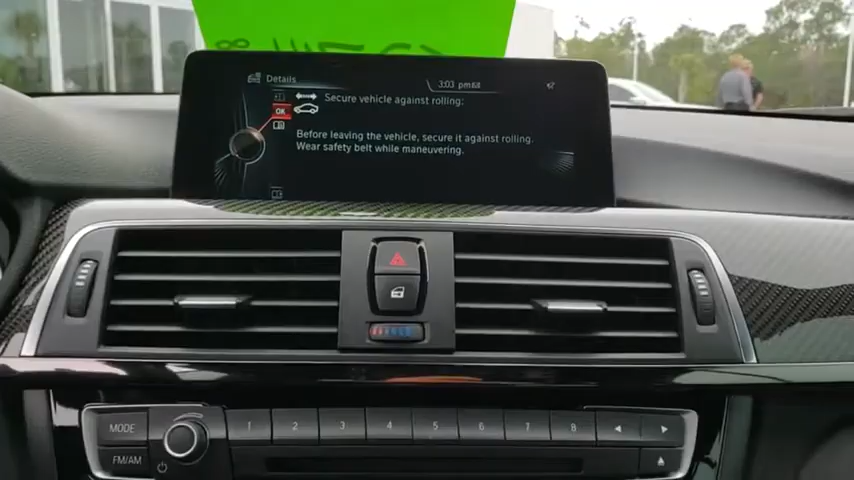 Details
3:03 pm
Secure vehicle against rolling:
OK
Before leaving the vehicle, secure it against rolling.
Wear safety belt while maneuvering.
MODE
1 2 3 4 5 6 7 8
FM/AM